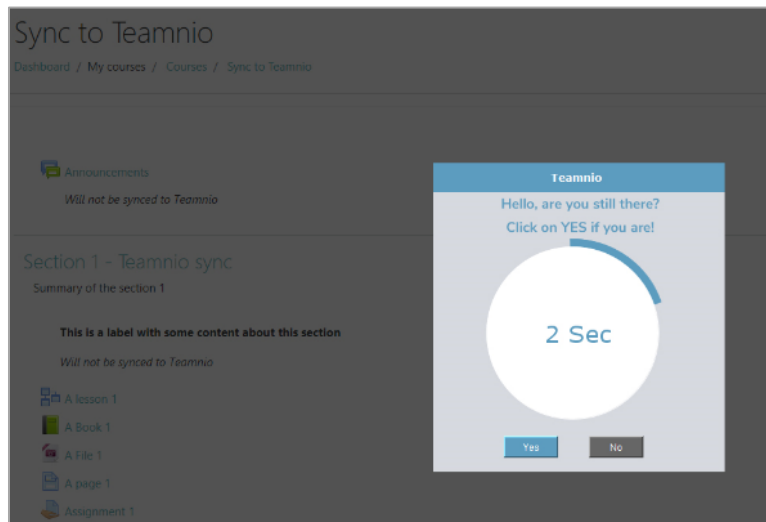 Sync to Teamnio
Dashboard / My courses / Courses / Sync to Teamnio
Announcements
Will not be synced to Teamnio
Section 1 - Teamnio sync
Summary of the section 1
This is a label with some content about this section
Will not be synced to Teamnio
A lesson 1
A Book 1
A File 1
A page 1
Assignment 1
Teamnio
Hello, are you still there?
Click on YES if you are!
2 Sec
Yes
No